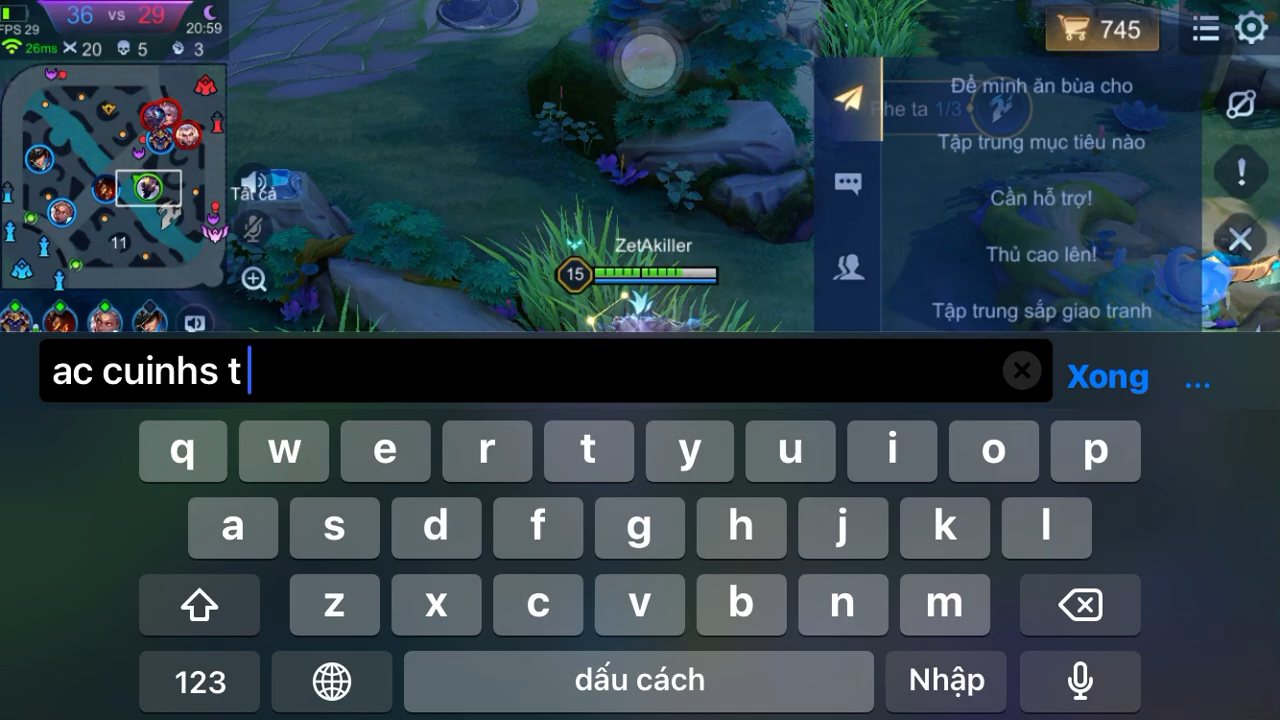 36 vs 29
FPS 29
20:59
26ms 20 5 3
745
Để mình ăn bùa cho
Phe ta 1/3
Tập trung mục tiêu nào
Tất cả
Cần hỗ trợ!
11
ZetAkiller
Thủ cao lên!
15
Tập trung sắp giao tranh
ac cuinhs t
Xong ...
q w e r t y u i o p
a s d f g h j k l
z x c v b n m
123 dấu cách Nhập